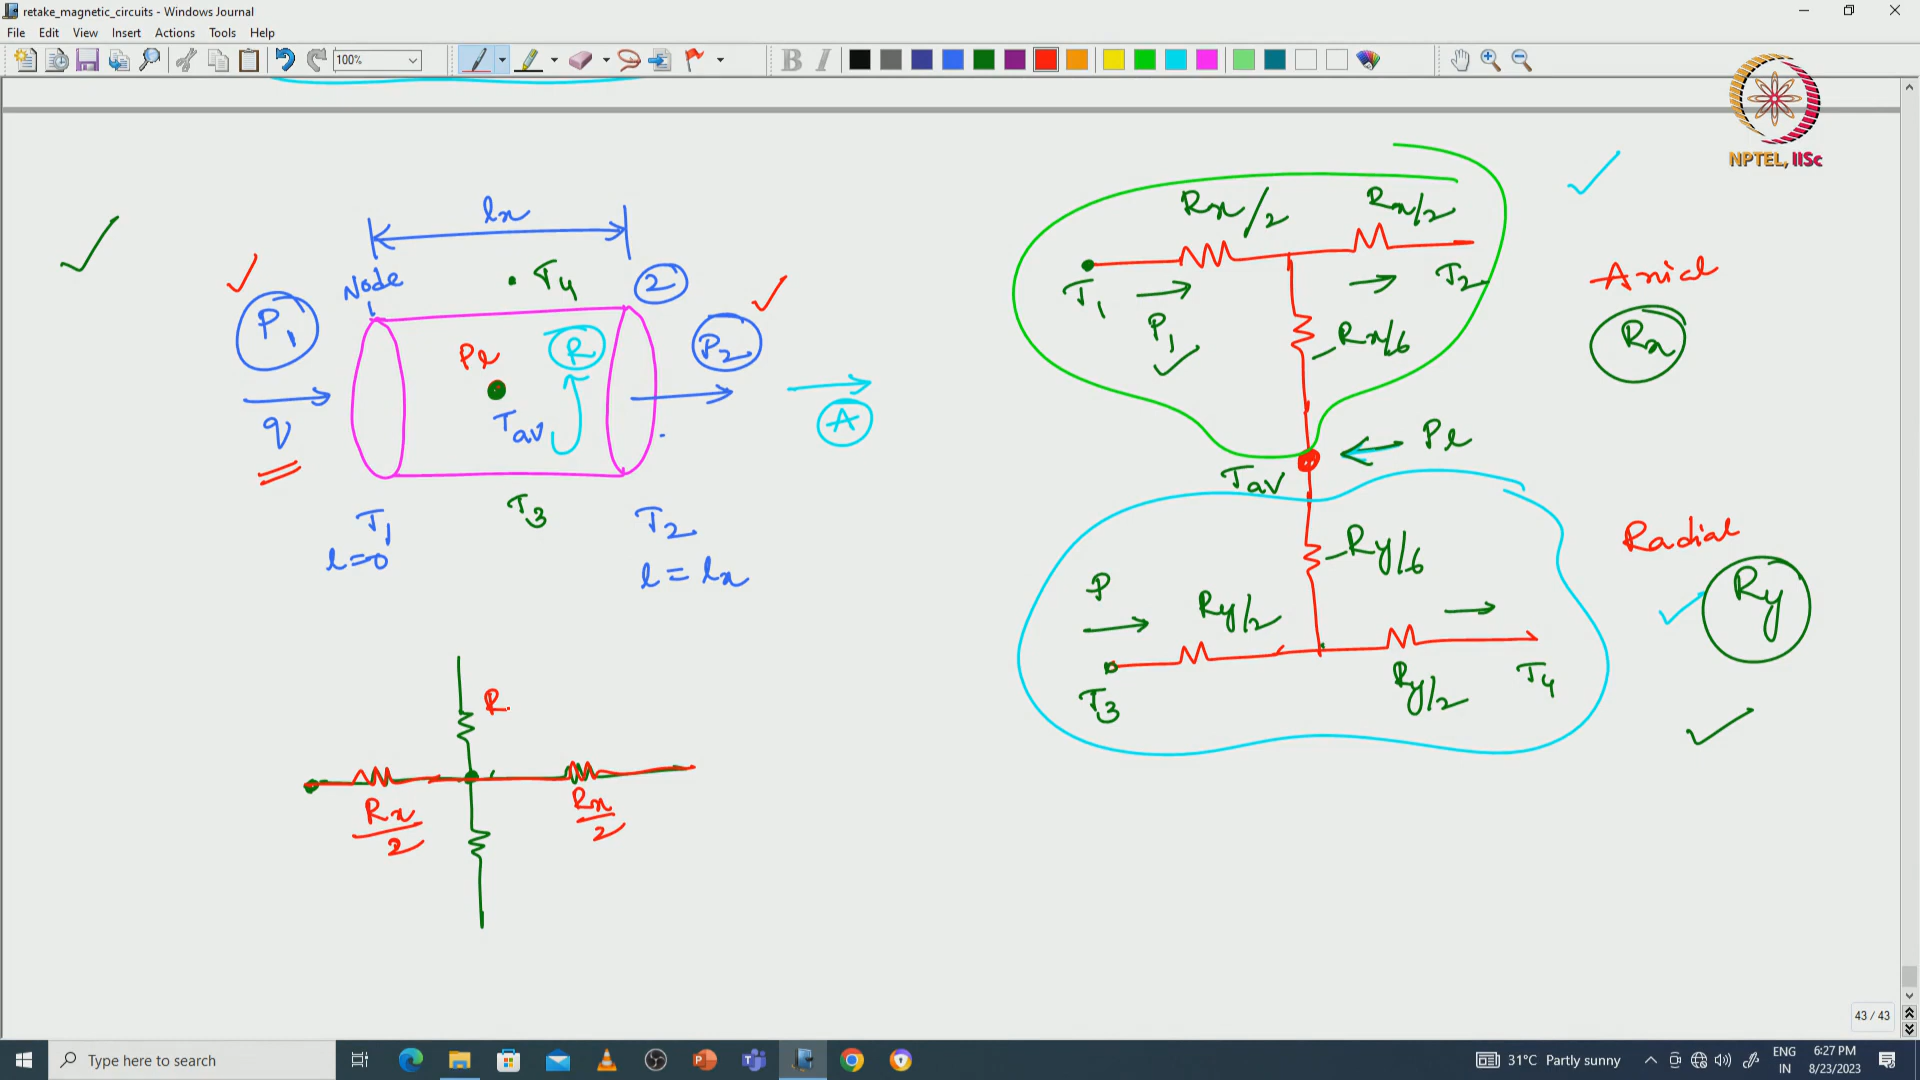 retake_magnetic_circuits - Windows Journal
File Edit View Insert Actions Tools Help
100%
B I
NPTEL, IISc
lx
Node
T4
2
P1
Pl
R
P2
q
Tav
A
T3
T1
l=0
T2
l = lx
R
Rx/2
Rx/2
Rx/2
Rx/2
T1
P1
T2
Rx/6
Axial
Rx
Tav
Pl
Ry/6
Radial
Ry
P
Ry/2
T3
Ry/2
T4
43 / 43
Type here to search
31°C Partly sunny
ENG
IN
6:27 PM
8/23/2023